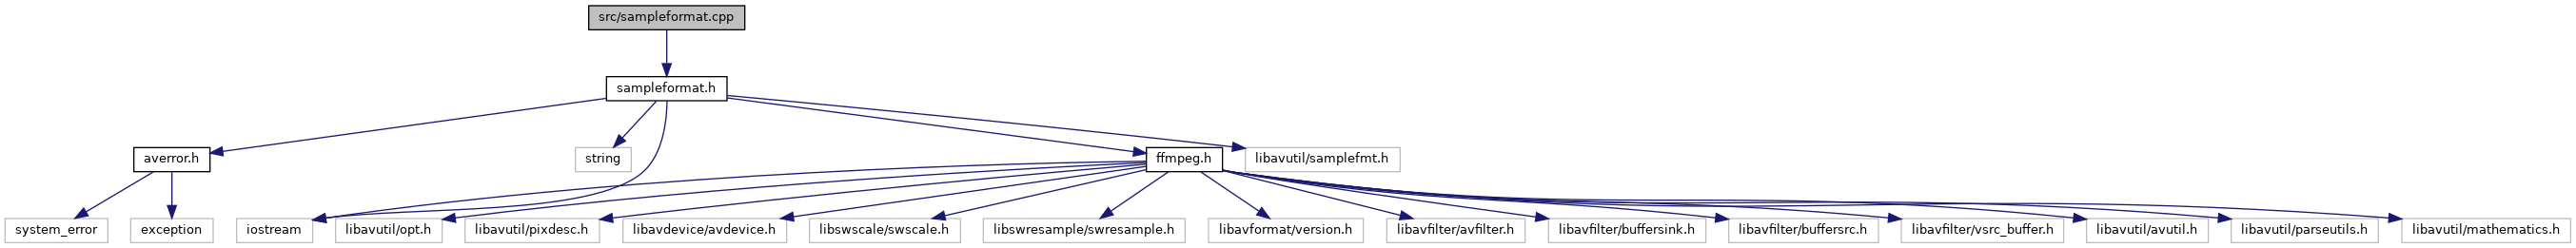 src/sampleformat.cpp
sampleformat.h
averror.h
string
ffmpeg.h
libavutil/samplefmt.h
system_error
exception
iostream
libavutil/opt.h
libavutil/pixdesc.h
libavdevice/avdevice.h
libswscale/swscale.h
libswresample/swresample.h
libavformat/version.h
libavfilter/avfilter.h
libavfilter/buffersink.h
libavfilter/buffersrc.h
libavfilter/vsrc_buffer.h
libavutil/avutil.h
libavutil/parseutils.h
libavutil/mathematics.h